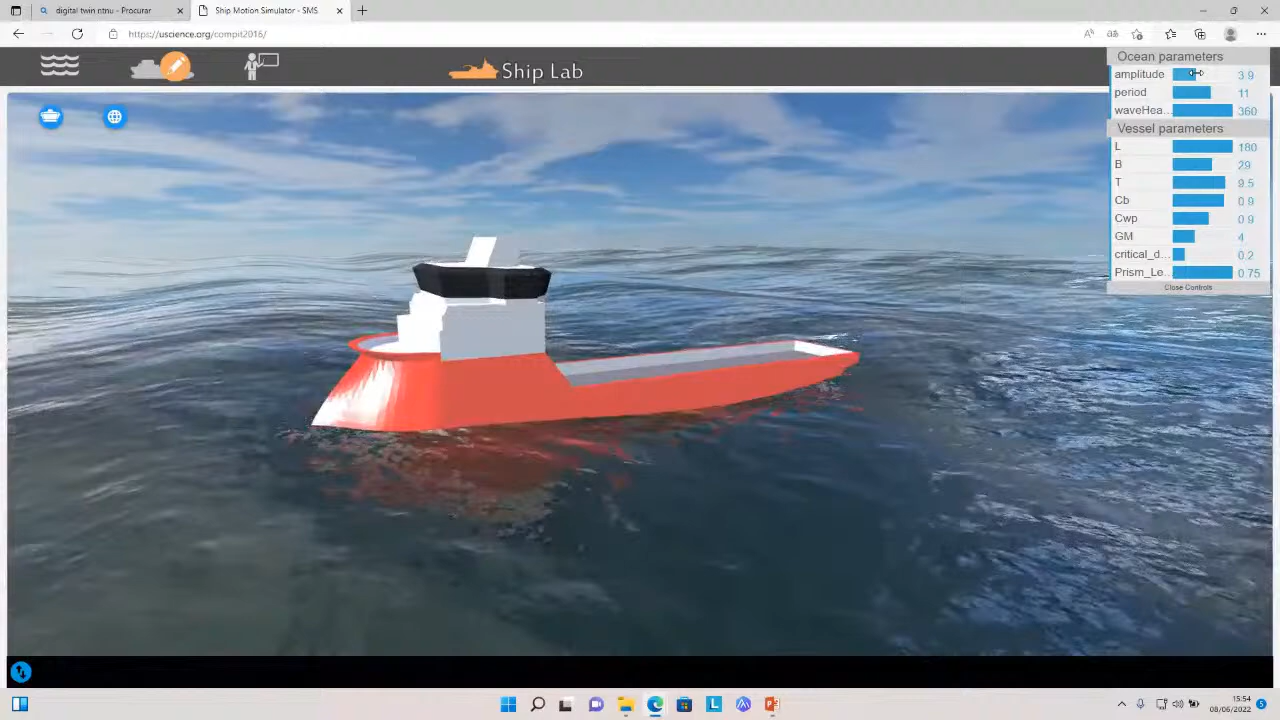 digital twin ntnu - Procurar
Ship Motion Simulator - SMS
https://uscience.org/compit2016/
Ship Lab
Ocean parameters
amplitude 3.9
period 11
waveHea... 360
Vessel parameters
L 180
B 29
T 9.5
Cb 0.9
Cwp 0.9
GM 4
critical_d... 0.2
Prism_Le... 0.75
Close Controls
15:54
08/06/2022
5